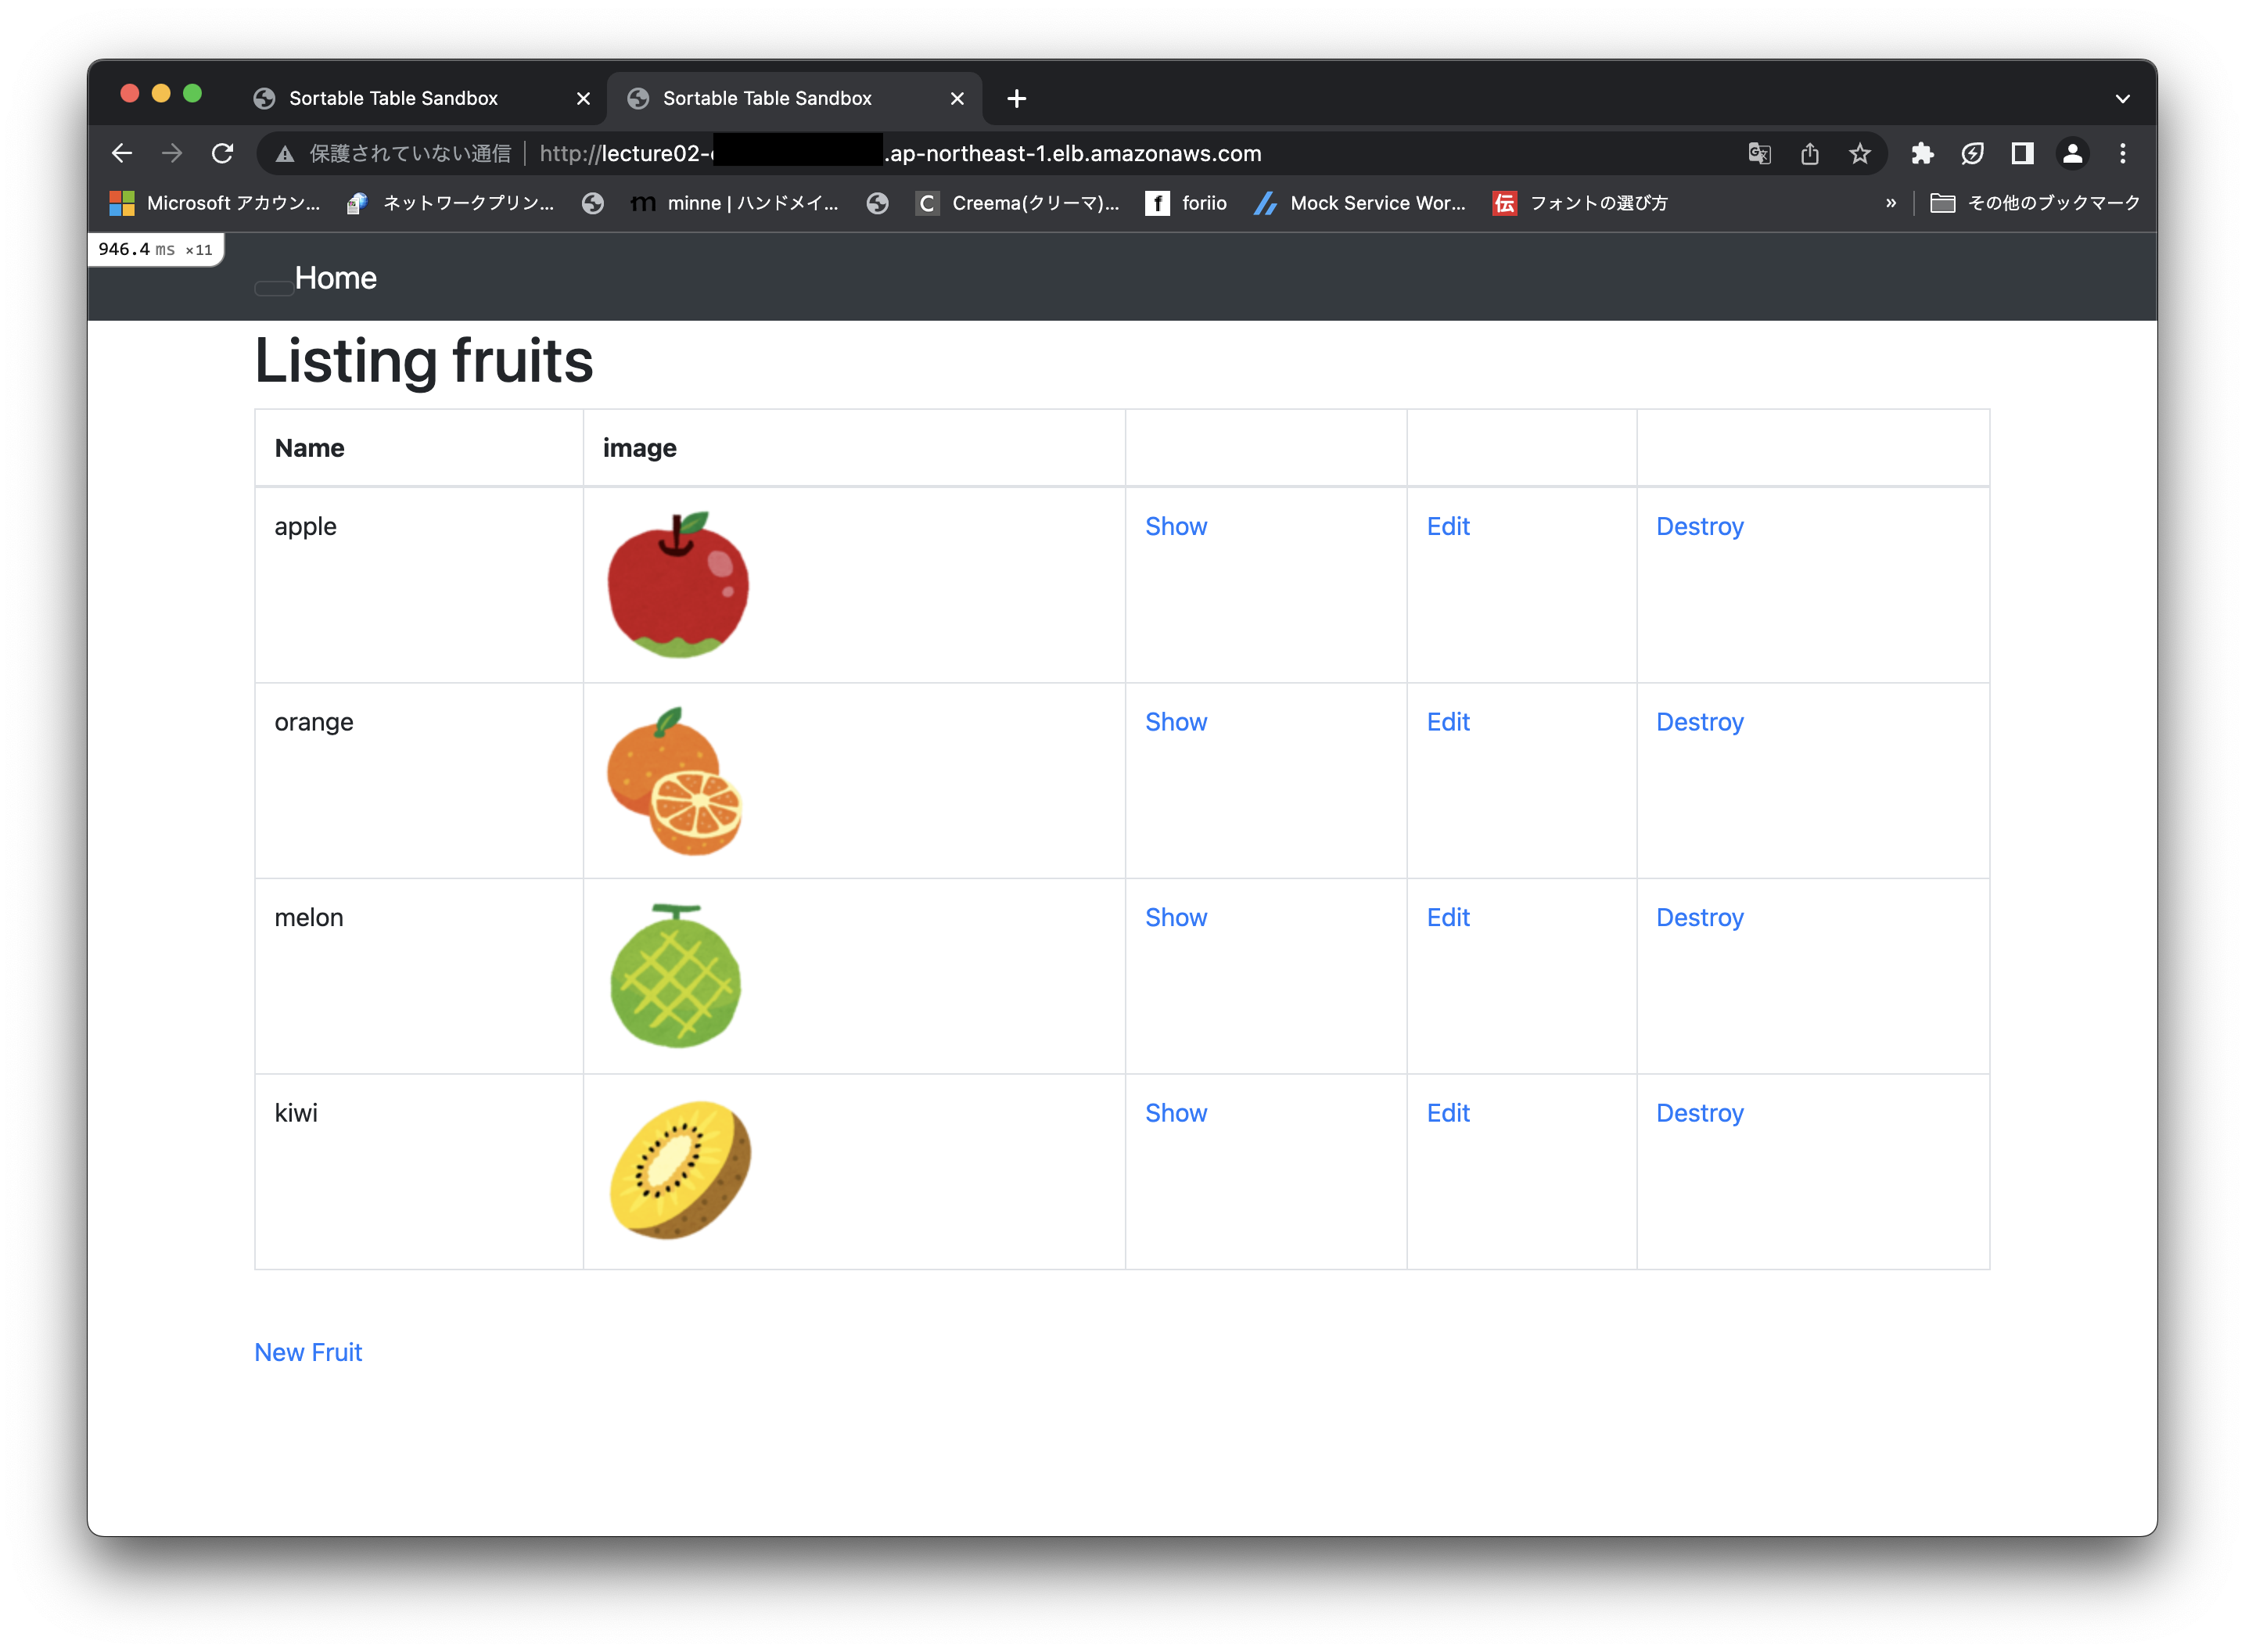 Sortable Table Sandbox
Sortable Table Sandbox
保護されていない通信 http://lecture02- .ap-northeast-1.elb.amazonaws.com
Microsoft アカウン... ネットワークプリン... minne | ハンドメイ... C Creema(クリーマ)... f foriio Mock Service Wor... 伝 フォントの選び方 » その他のブックマーク
946.4 ms ×11
Home
Listing fruits
Name image
apple Show Edit Destroy
orange Show Edit Destroy
melon Show Edit Destroy
kiwi Show Edit Destroy
New Fruit